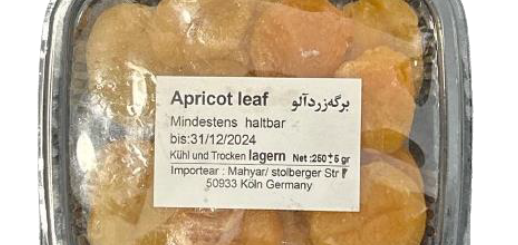 Apricot leaf برگه‌زردآلو
Mindestens haltbar
bis:31/12/2024
Kühl und Trocken lagern Net :250±5 gr
Importear : Mahyar/ stolberger Str
50933 Köln Germany